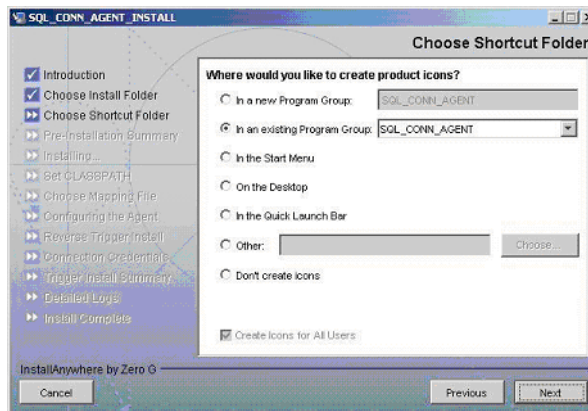 SQL_CONN_AGENT_INSTALL
Choose Shortcut Folder
Introduction
Choose Install Folder
Choose Shortcut Folder
Pre-Installation Summary
Installing...
Set CLASSPATH
Choose Mapping File
Configuring the Agent
Reverse Trigger Install
Connection Credentials
Trigger Install Summary
Detailed Logs
Install Complete
Where would you like to create product icons?
In a new Program Group: SQL_CONN_AGENT
In an existing Program Group: SQL_CONN_AGENT
In the Start Menu
On the Desktop
In the Quick Launch Bar
Other: Choose...
Don't create icons
Create Icons for All Users
InstallAnywhere by Zero G
Cancel Previous Next